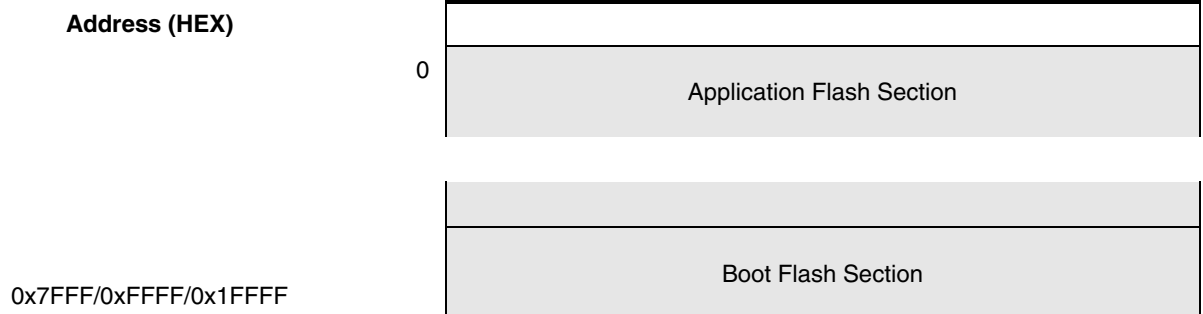 Address (HEX)
0
Application Flash Section
Boot Flash Section
0x7FFF/0xFFFF/0x1FFFF